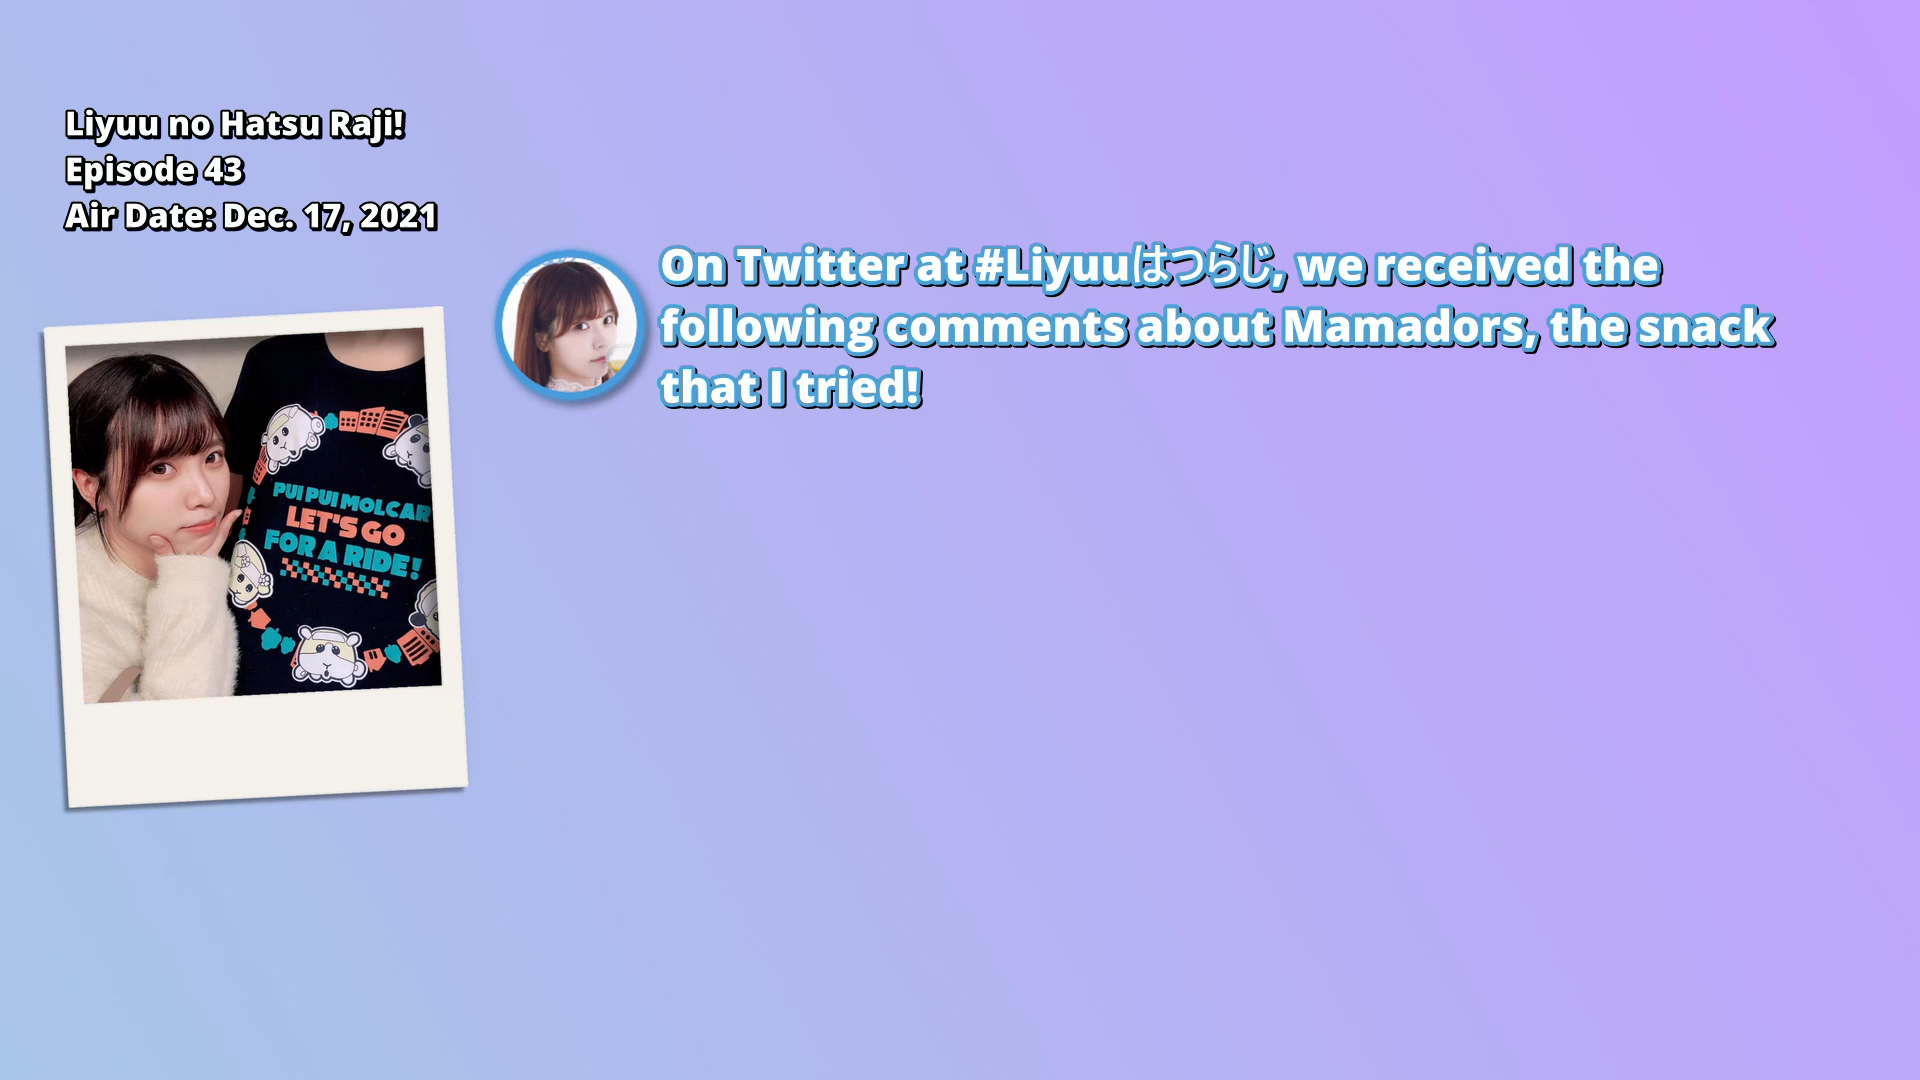 Liyuu no Hatsu Raji!
Episode 43
Air Date: Dec. 17, 2021
On Twitter at #Liyuuはつらじ, we received the
following comments about Mamadors, the snack
that I tried!
PUI PUI MOLCAR
LET'S GO
FOR A RIDE!